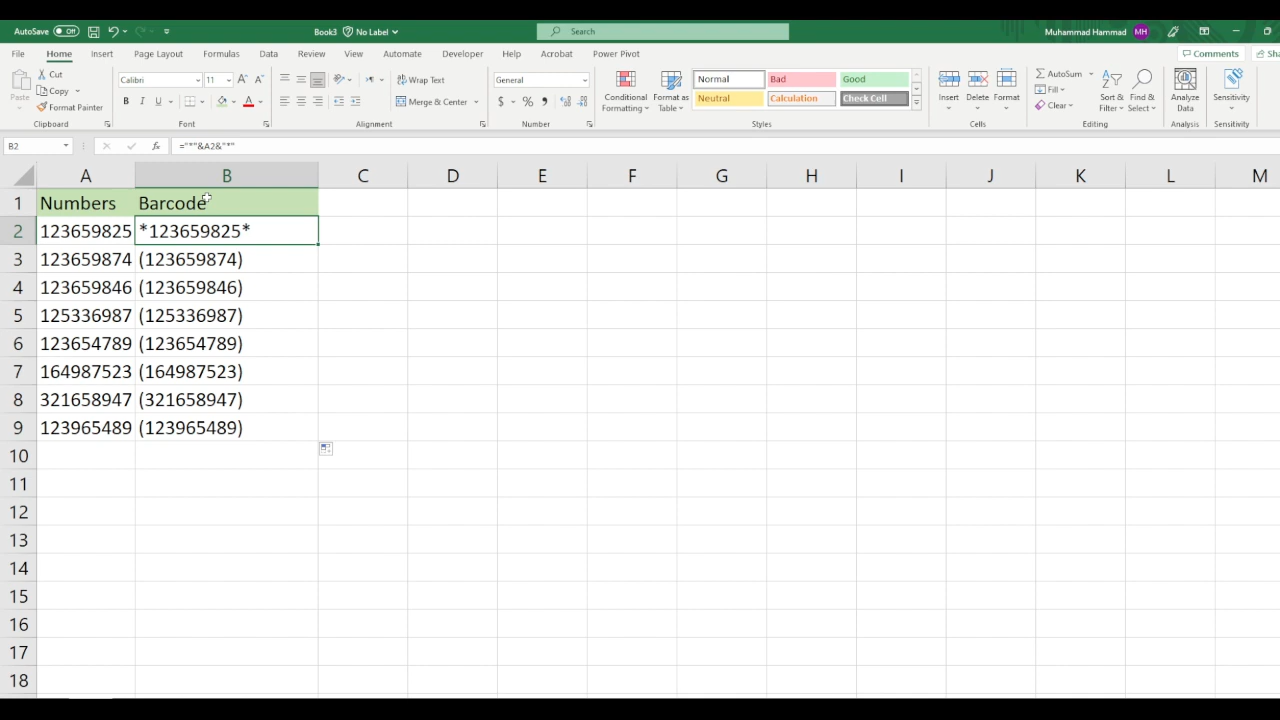 AutoSave Off Book3 No Label Search Muhammad Hammad MH
File Home Insert Page Layout Formulas Data Review View Automate Developer Help Acrobat Power Pivot Comments Sha
Paste
Cut
Copy
Format Painter
Clipboard
Calibri 11 A A
B I A
Font
Wrap Text
Merge & Center
Alignment
General
$ % ,
Number
Conditional
Formatting
Format as
Table
Normal Bad Good
Neutral Calculation Check Cell
Styles
Insert Delete Format
Cells
AutoSum
Fill
Clear
Sort &
Filter
Find &
Select
Editing
Analyze
Data
Analysis
Sensitivity
Sensitivity
B2 fx ="*"&A2&"*"
A B C D E F G H I J K L M
1 Numbers Barcode
2 123659825 *123659825*
3 123659874 (123659874)
4 123659846 (123659846)
5 125336987 (125336987)
6 123654789 (123654789)
7 164987523 (164987523)
8 321658947 (321658947)
9 123965489 (123965489)
10
11
12
13
14
15
16
17
18